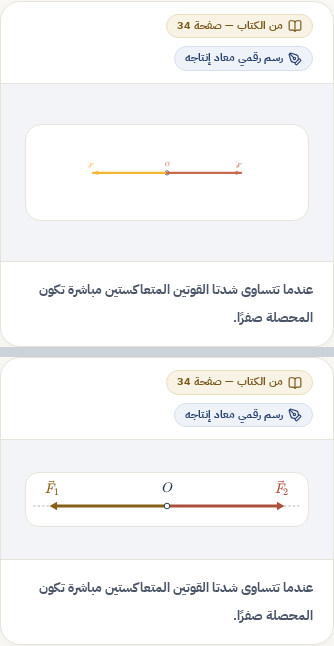 من الكتاب — صفحة 34
رسم رقمي معاد إنتاجه
O
عندما تتساوى شدتا القوتين المتعاكستين مباشرة تكون
المحصلة صفرًا.
من الكتاب — صفحة 34
رسم رقمي معاد إنتاجه
F⃗₁ O F⃗₂
عندما تتساوى شدتا القوتين المتعاكستين مباشرة تكون
المحصلة صفرًا.